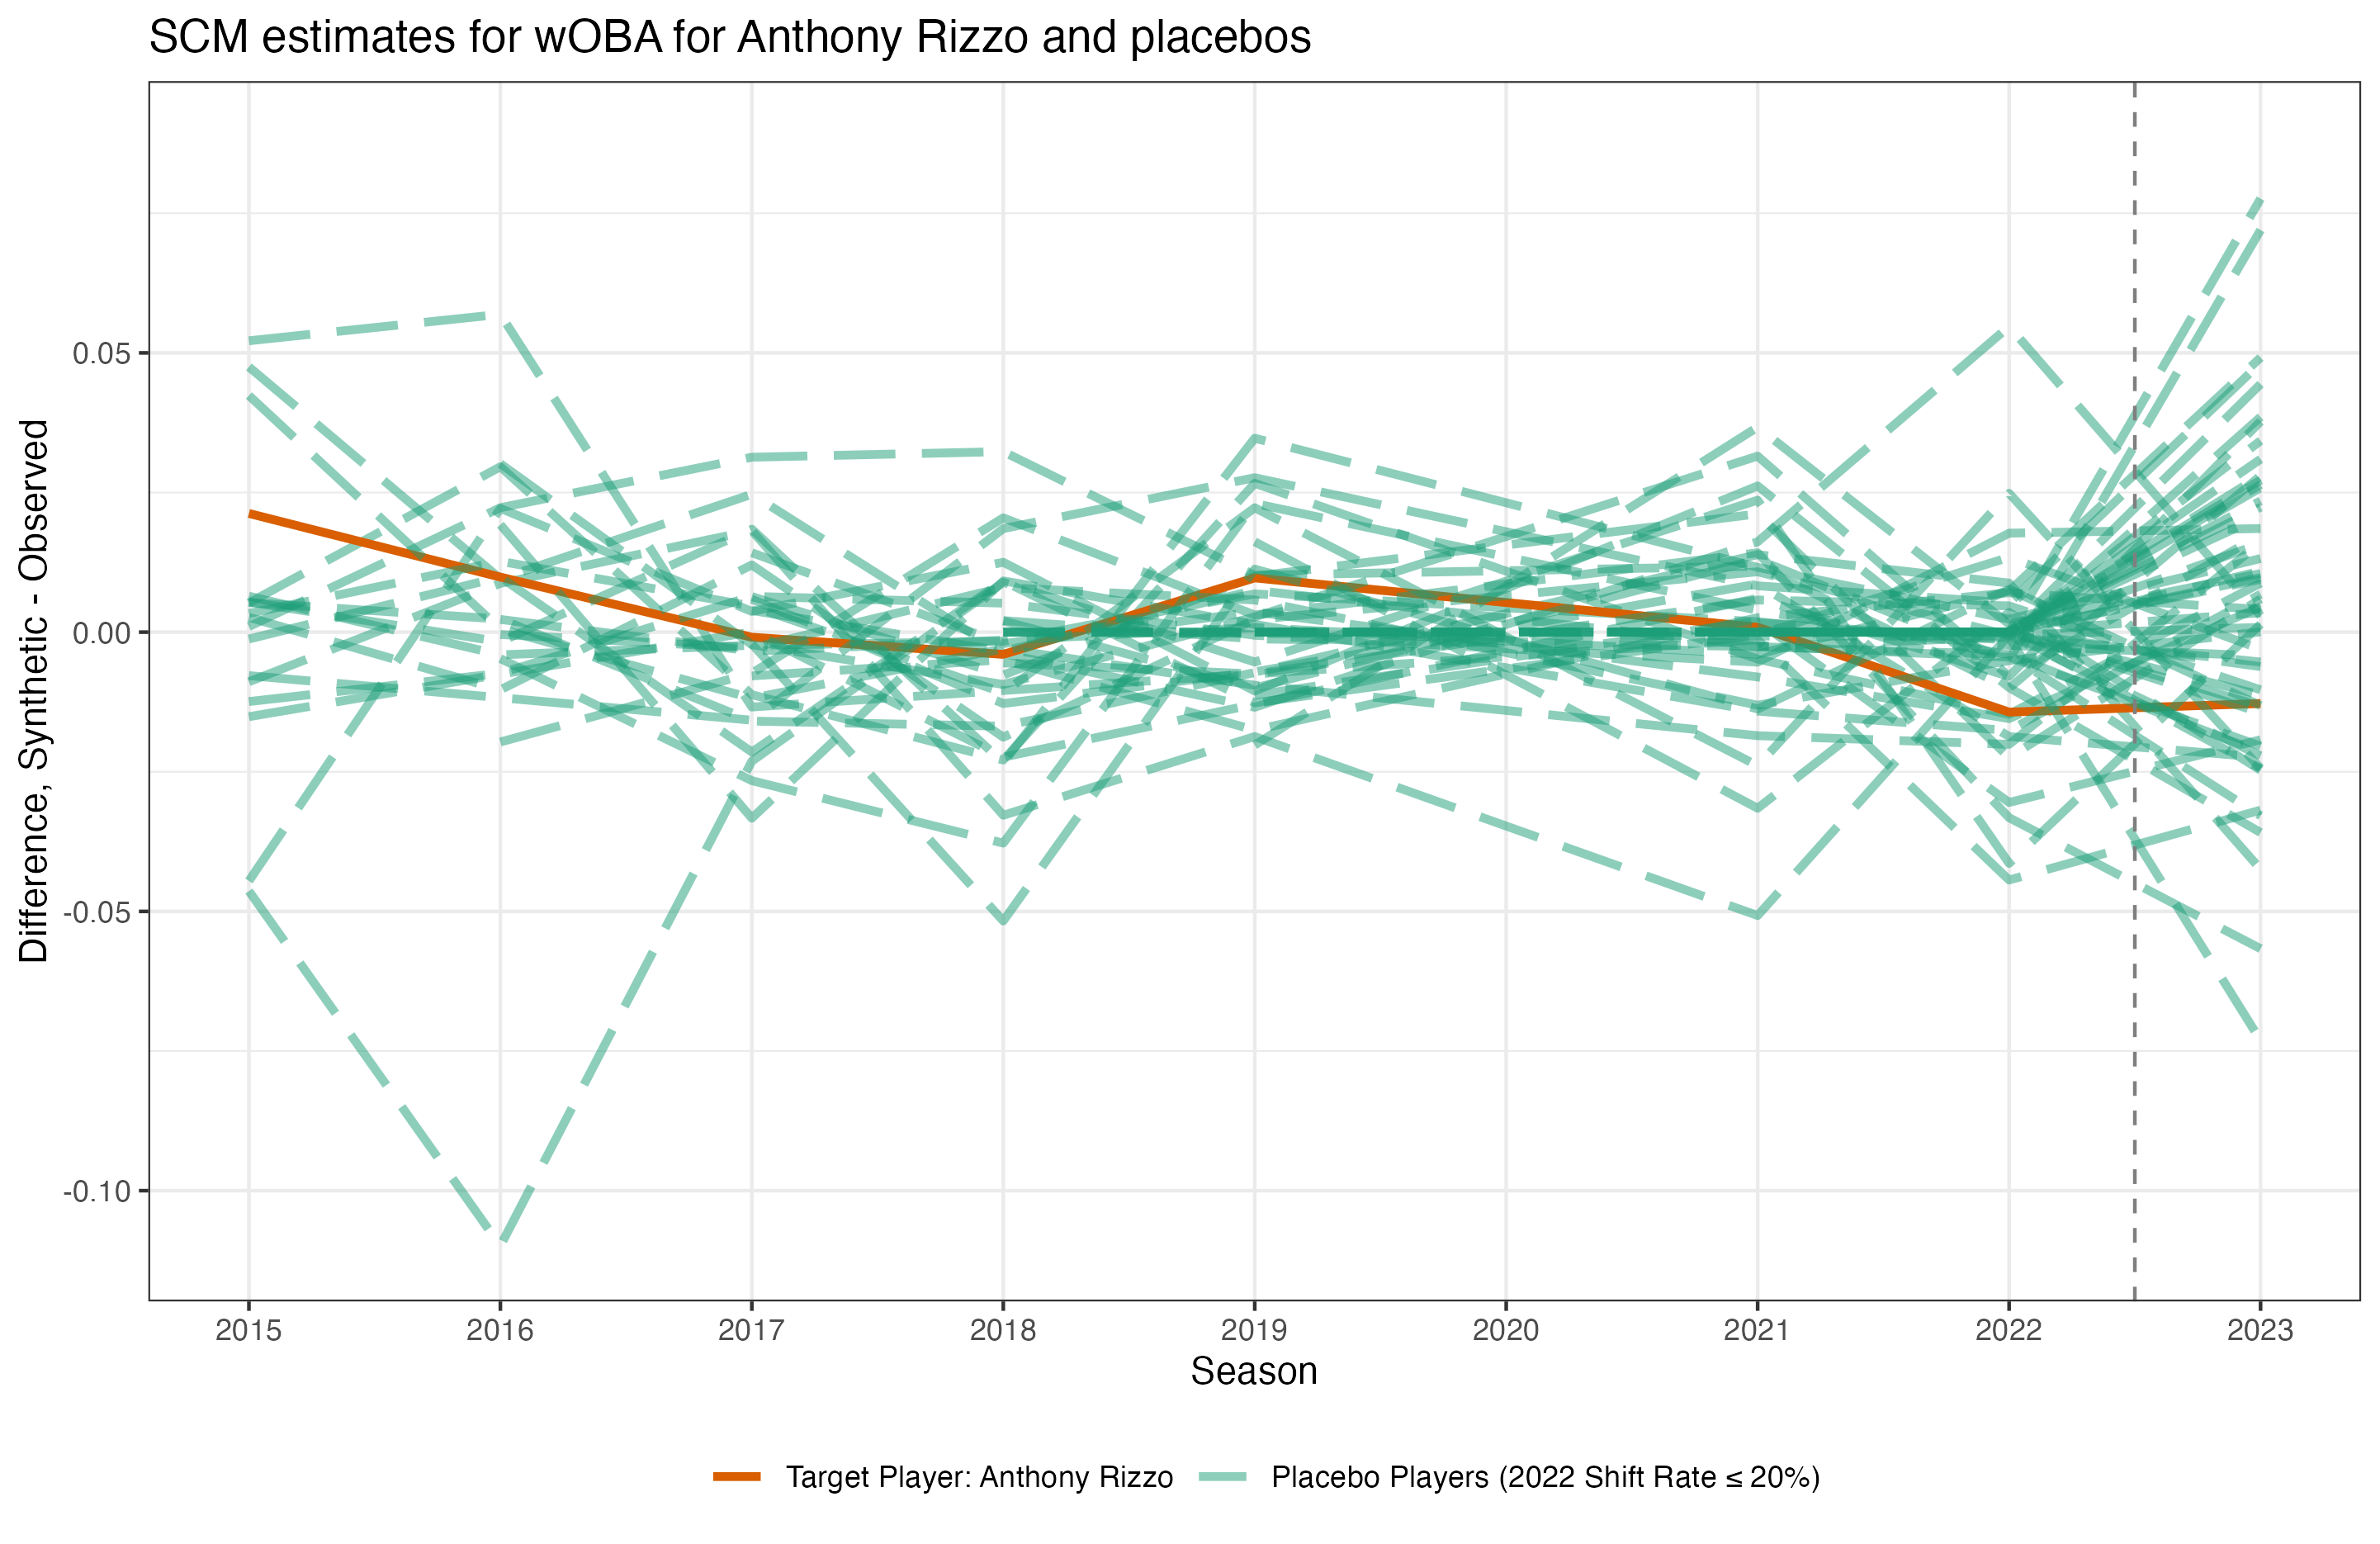 SCM estimates for wOBA for Anthony Rizzo and placebos
Difference, Synthetic - Observed
0.05
0.00
-0.05
-0.10
2015 2016 2017 2018 2019 2020 2021 2022 2023
Season
Target Player: Anthony Rizzo Placebo Players (2022 Shift Rate ≤ 20%)